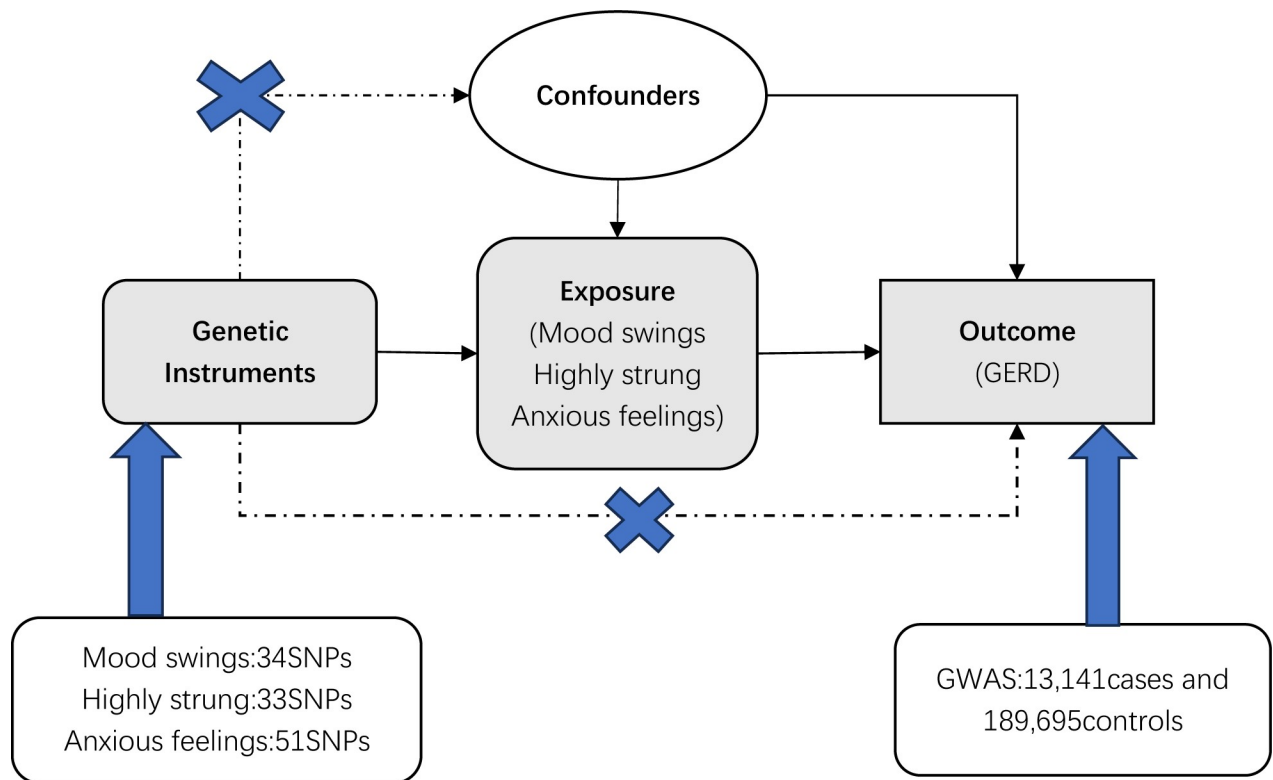 Confounders
Genetic
Instruments
Exposure
(Mood swings
Highly strung
Anxious feelings)
Outcome
(GERD)
Mood swings:34SNPs
Highly strung:33SNPs
Anxious feelings:51SNPs
GWAS:13,141cases and
189,695controls